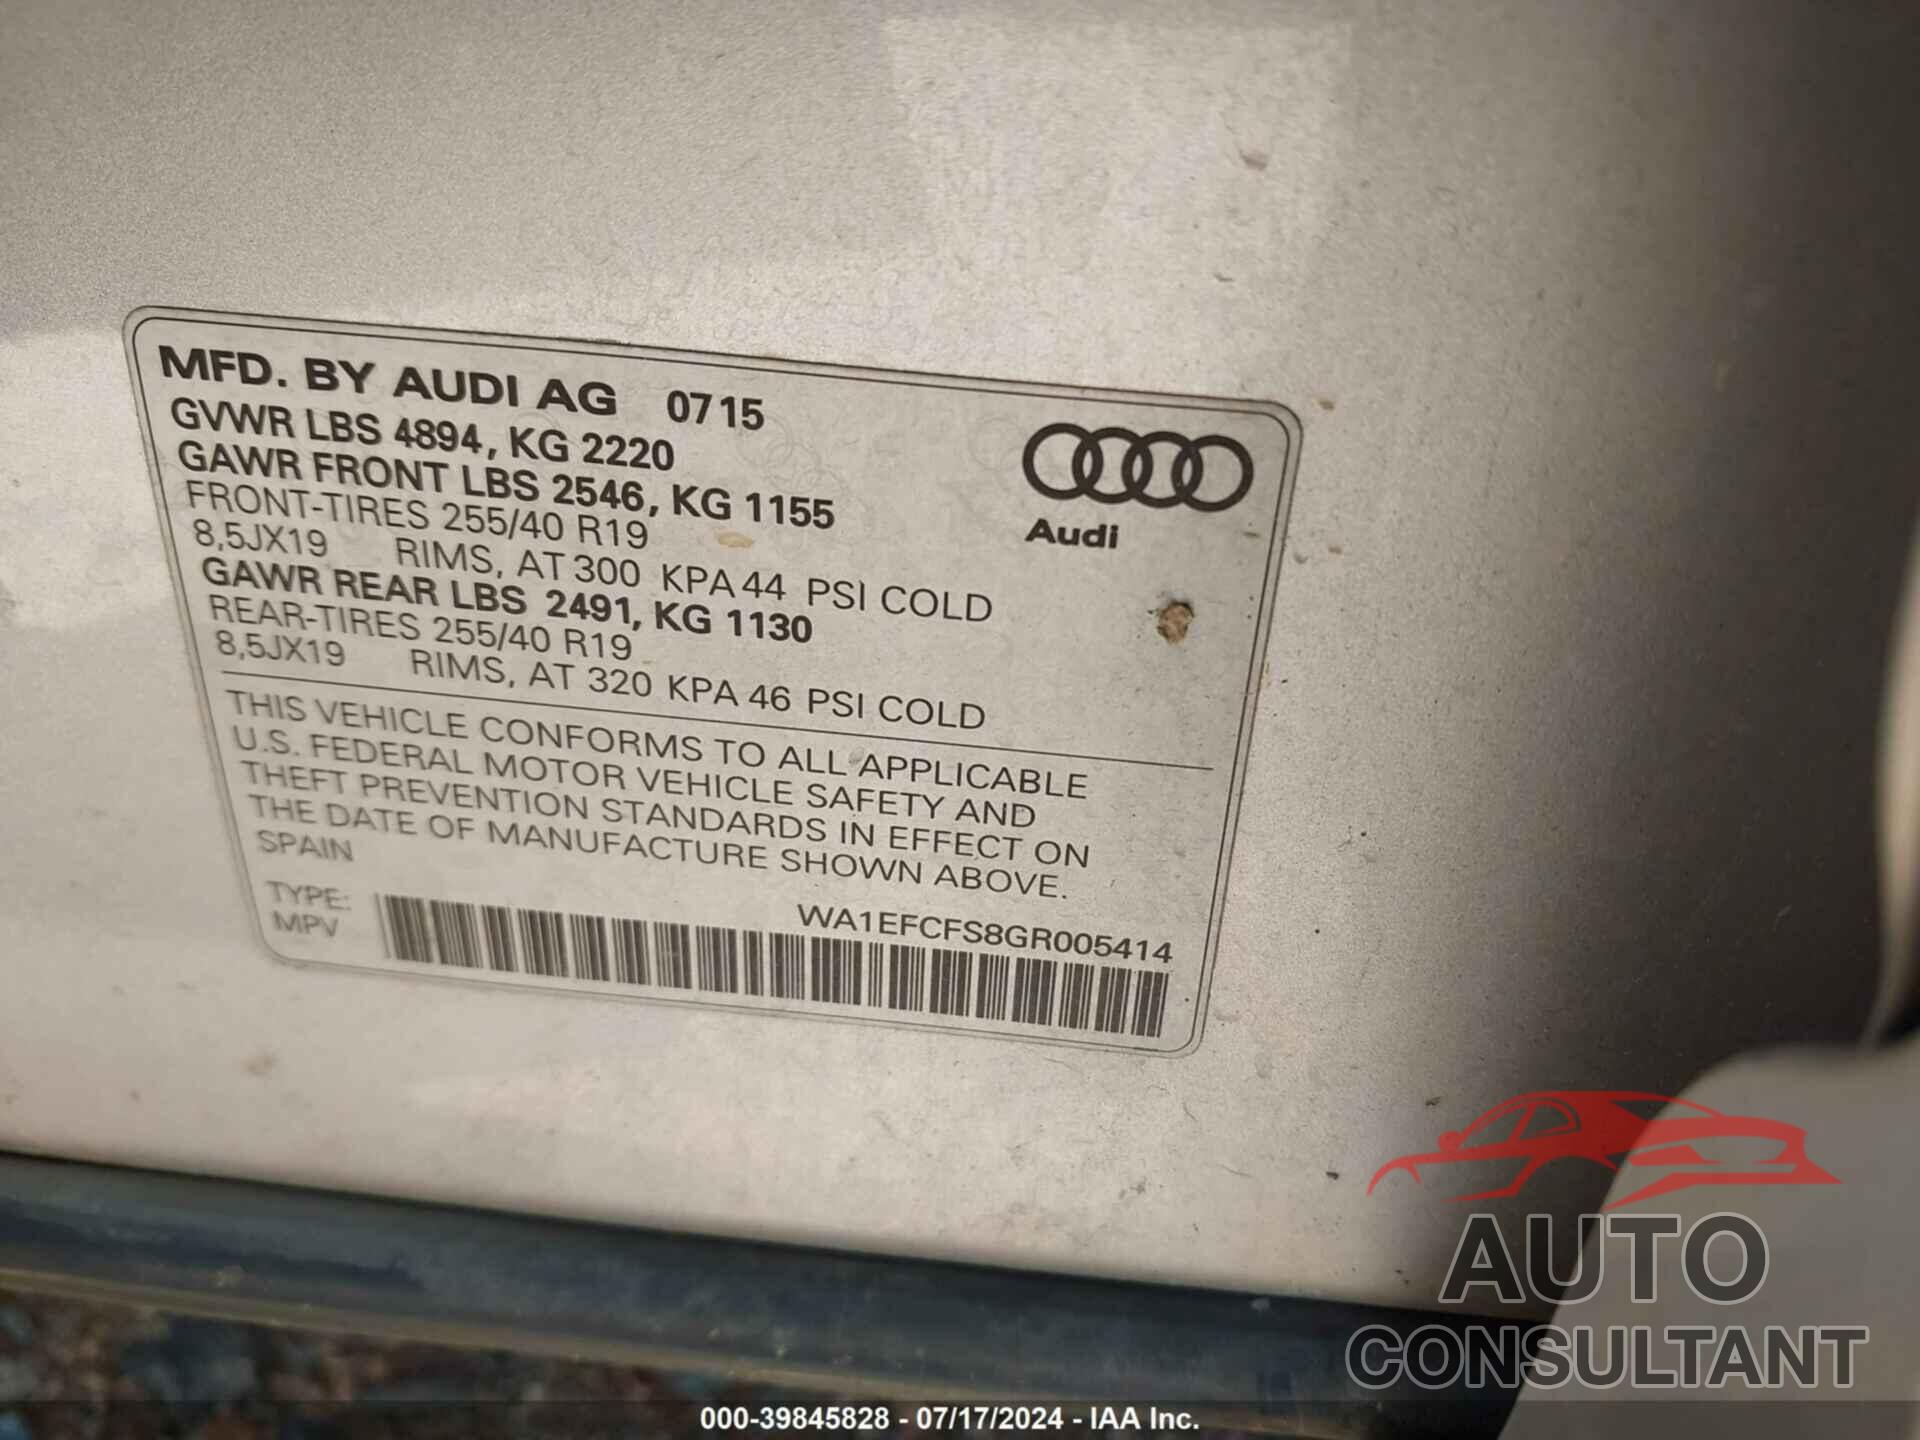 MFD. BY AUDI AG 0715
GVWR LBS 4894, KG 2220
GAWR FRONT LBS 2546, KG 1155
FRONT-TIRES 255/40 R19
8,5JX19 RIMS, AT 300 KPA 44 PSI COLD
GAWR REAR LBS 2491, KG 1130
REAR-TIRES 255/40 R19
8,5JX19 RIMS, AT 320 KPA 46 PSI COLD
Audi
THIS VEHICLE CONFORMS TO ALL APPLICABLE
U.S. FEDERAL MOTOR VEHICLE SAFETY AND
THEFT PREVENTION STANDARDS IN EFFECT ON
THE DATE OF MANUFACTURE SHOWN ABOVE.
SPAIN
TYPE:
MPV
WA1EFCFS8GR005414
AUTO
CONSULTANT
000-39845828 - 07/17/2024 - IAA Inc.